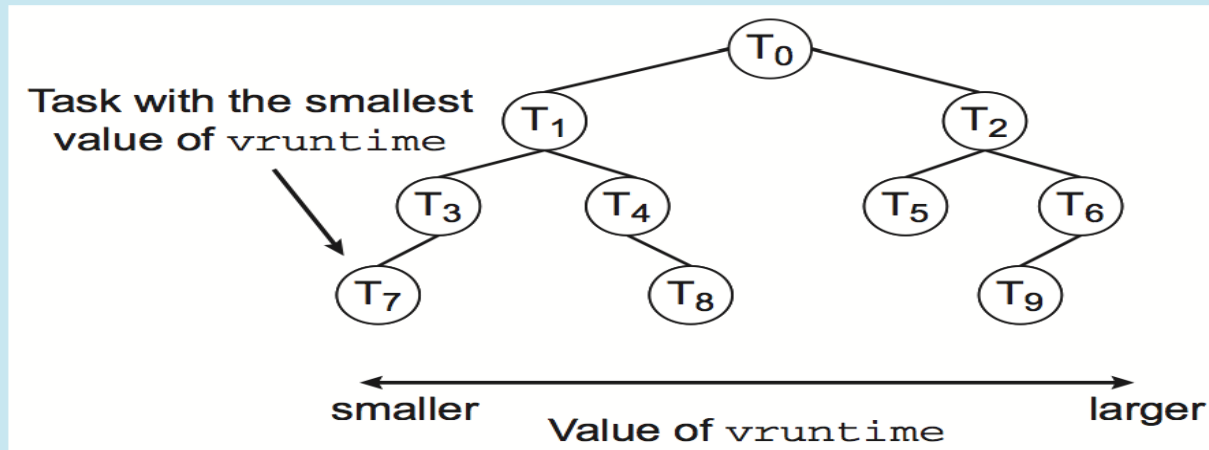 T0
Task with the smallest
value of vruntime
T1
T2
T3
T4
T5
T6
T7
T8
T9
smaller
larger
Value of vruntime